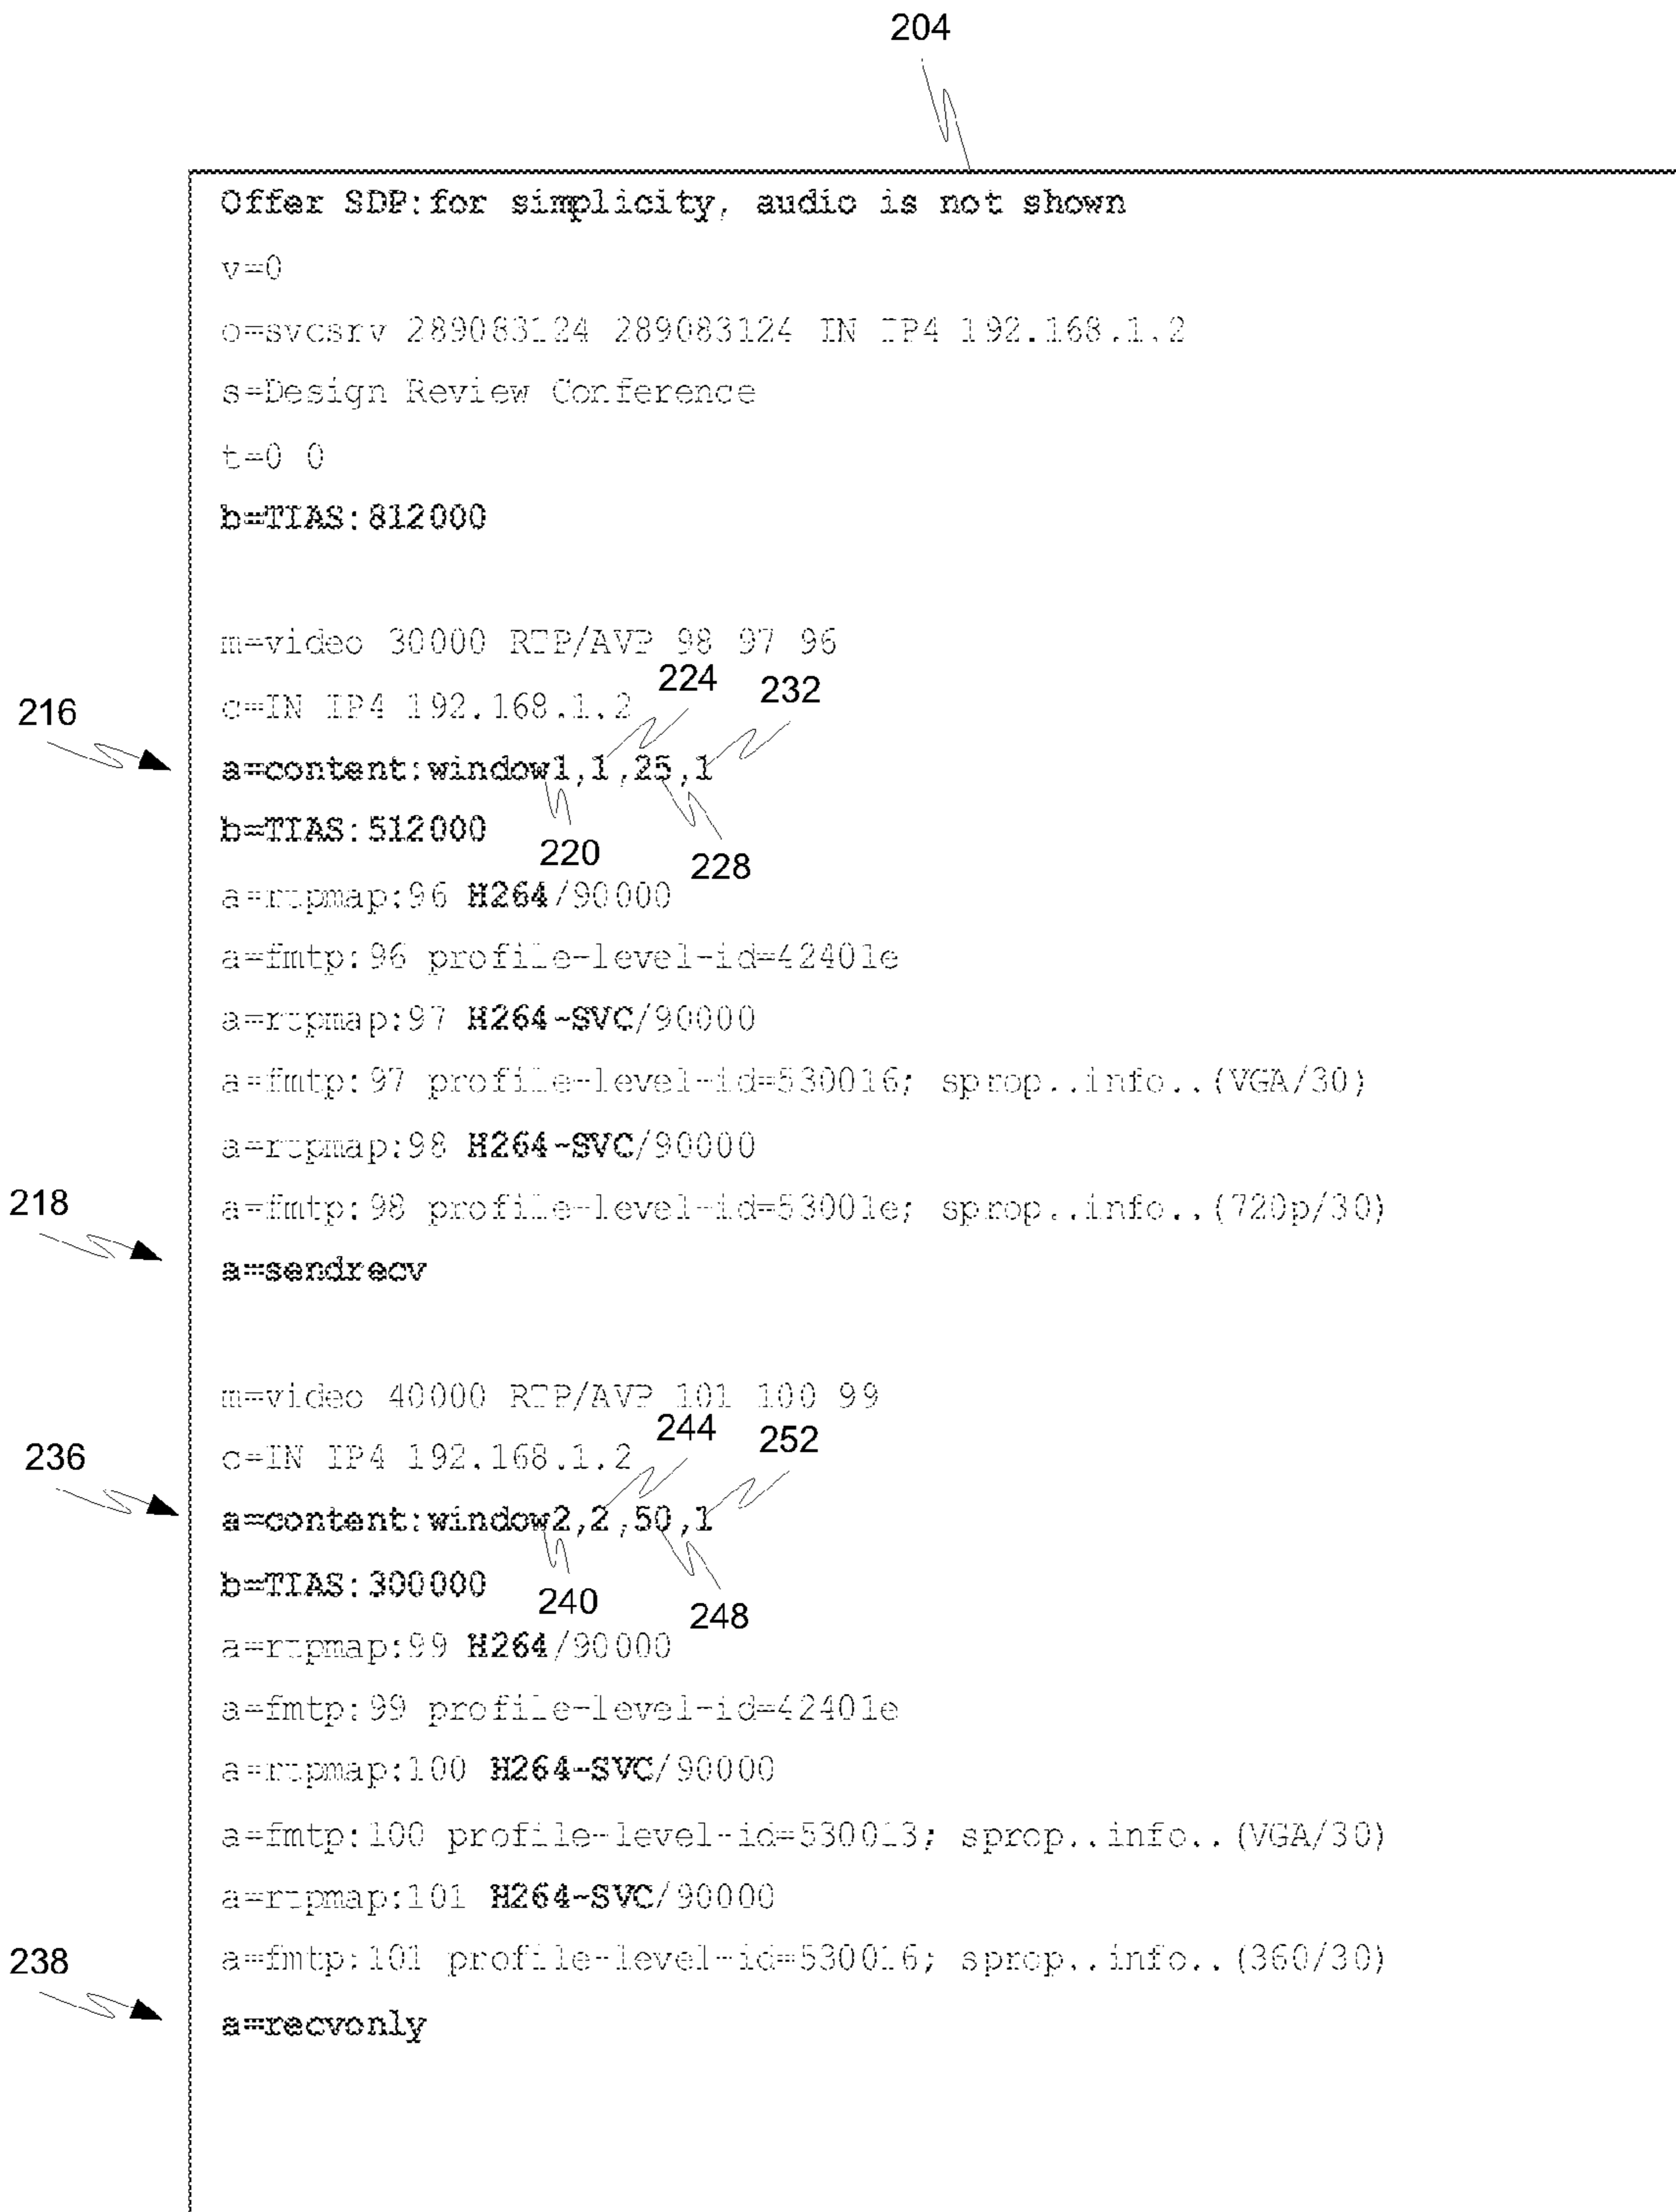 204
Offer SDP:for simplicity, audio is not shown
v=0
o=svcsrv 289083124 289083124 IN IP4 192.168.1.2
s=Design Review Conference
t=0 0
b=TIAS:812000
m=video 30000 RTP/AVP 98 97 96
224
232
216
c=IN IP4 192.168.1.2
a=content:window1,1,25,1
b=TIAS:512000
220
228
a=rtpmap:96 H264/90000
a=fmtp:96 profile-level-id=42401e
a=rtpmap:97 H264-SVC/90000
a=fmtp:97 profile-level-id=530016; sprop..info..(VGA/30)
a=rtpmap:98 H264-SVC/90000
218
a=fmtp:98 profile-level-id=53001e; sprop..info..(720p/30)
a=sendrecv
m=video 40000 RTP/AVP 101 100 99
244
252
236
c=IN IP4 192.168.1.2
a=content:window2,2,50,1
b=TIAS:300000
240
248
a=rtpmap:99 H264/90000
a=fmtp:99 profile-level-id=42401e
a=rtpmap:100 H264-SVC/90000
a=fmtp:100 profile-level-id=530013; sprop..info..(VGA/30)
a=rtpmap:101 H264-SVC/90000
238
a=fmtp:101 profile-level-id=530016; sprop..info..(360/30)
a=recvonly